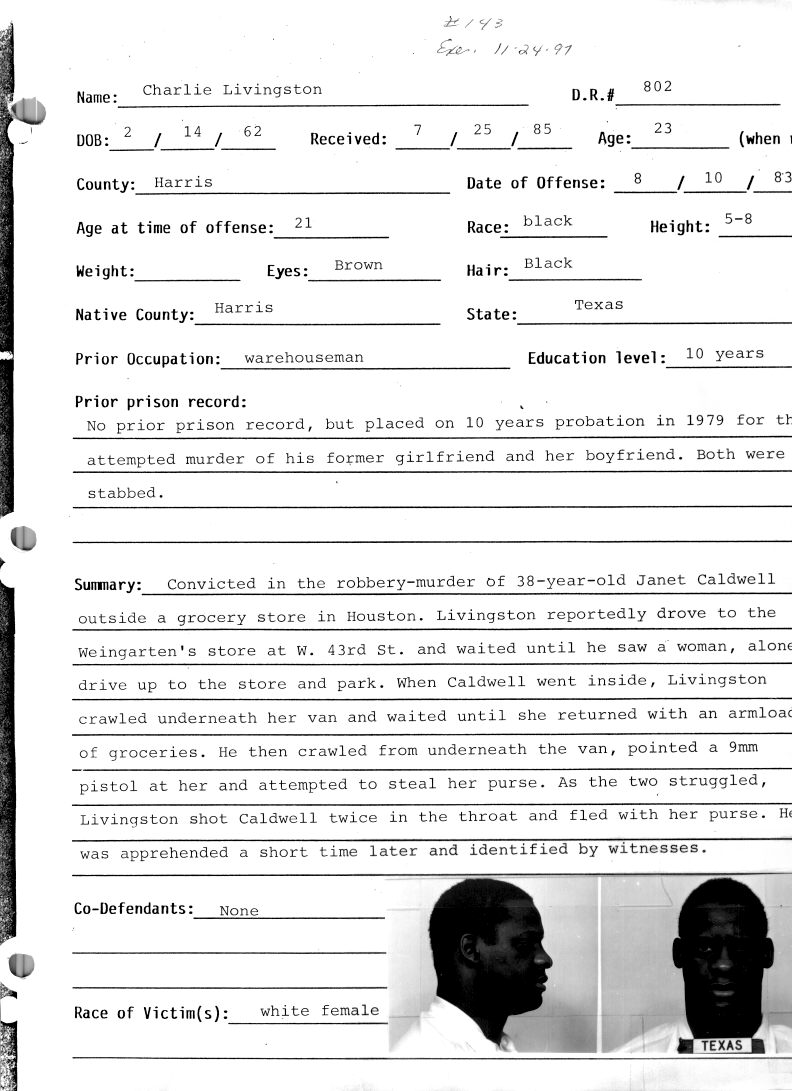 #143
Exe. 11-24-97
Name: Charlie Livingston D.R.# 802
DOB: 2 / 14 / 62 Received: 7 / 25 / 85 Age: 23 (when
County: Harris Date of Offense: 8 / 10 / 83
Age at time of offense: 21 Race: black Height: 5-8
Weight: Eyes: Brown Hair: Black
Native County: Harris State: Texas
Prior Occupation: warehouseman Education level: 10 years
Prior prison record:
No prior prison record, but placed on 10 years probation in 1979 for th
attempted murder of his former girlfriend and her boyfriend. Both were
stabbed.
Summary: Convicted in the robbery-murder of 38-year-old Janet Caldwell
outside a grocery store in Houston. Livingston reportedly drove to the
Weingarten's store at W. 43rd St. and waited until he saw a woman, alone
drive up to the store and park. When Caldwell went inside, Livingston
crawled underneath her van and waited until she returned with an armload
of groceries. He then crawled from underneath the van, pointed a 9mm
pistol at her and attempted to steal her purse. As the two struggled,
Livingston shot Caldwell twice in the throat and fled with her purse. He
was apprehended a short time later and identified by witnesses.
Co-Defendants: None
Race of Victim(s): white female
TEXAS